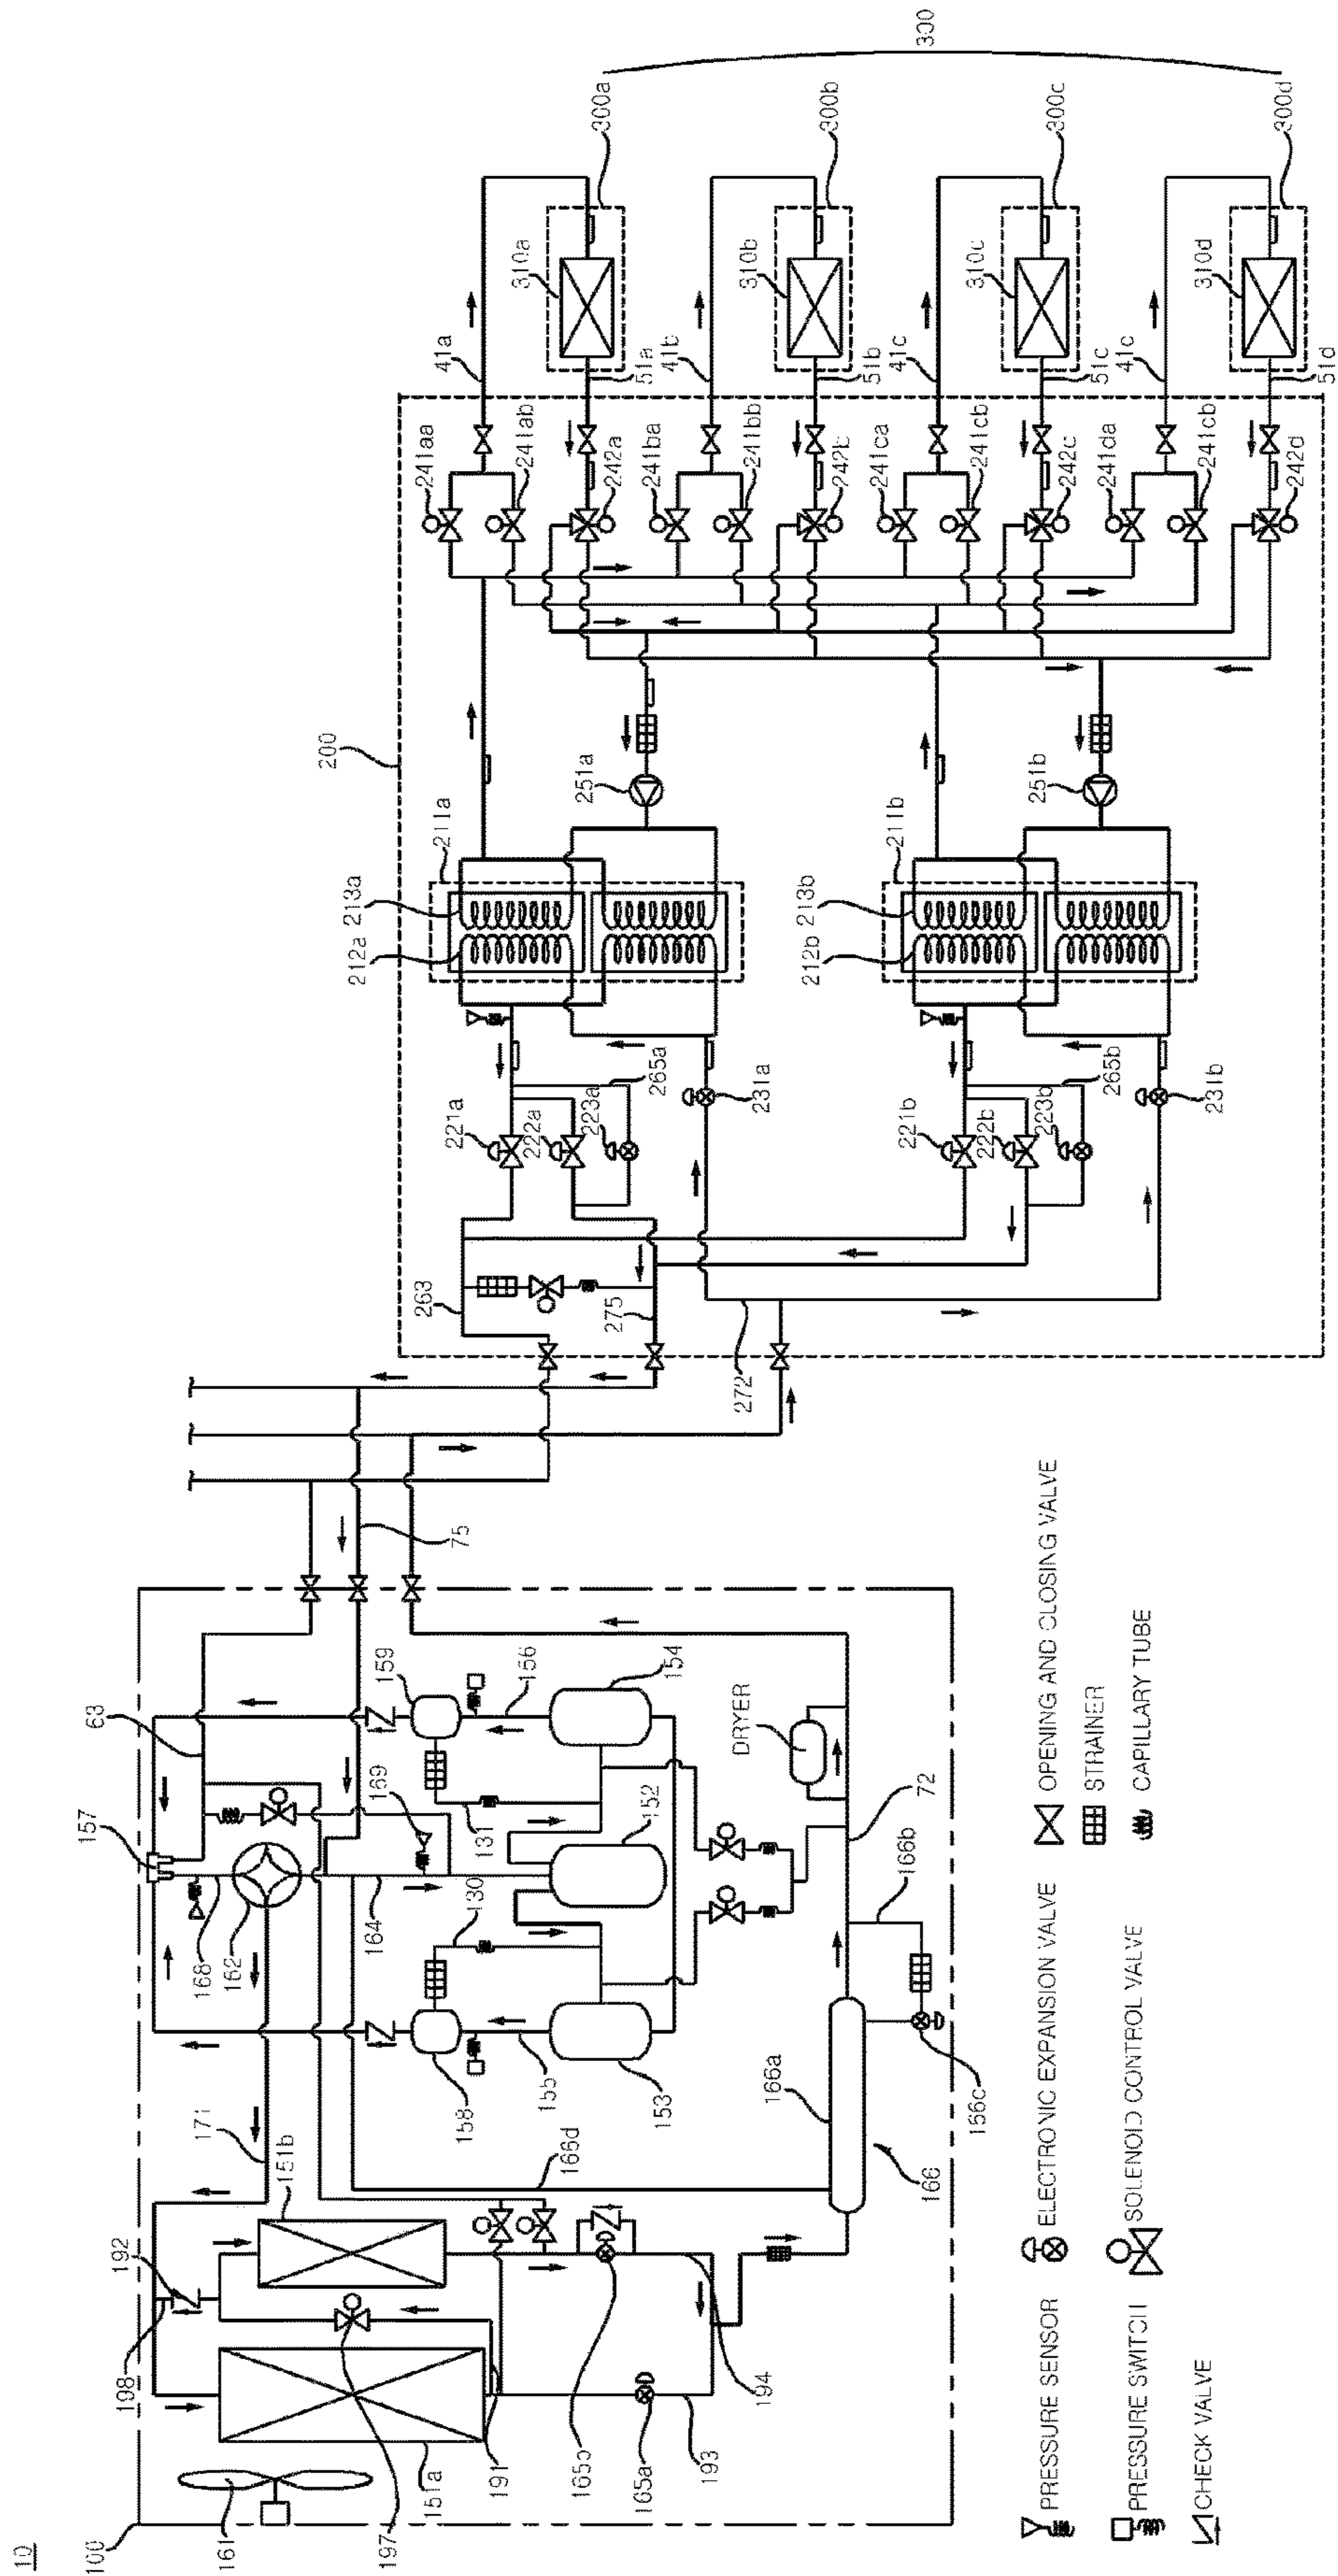 10
100
161
151a
197
191
165a
193
165b
194
198
192
151b
171
166d
166a
166
166c
166b
72
DRYER
168
162
157
63
164
169
130
131
158
155
153
152
159
156
154
75
200
263
275
272
221a
222a
223a
265a
231a
221b
222b
223b
265b
231b
212a
213a
211a
212b
213b
211b
251a
251b
241aa
241ab
242a
241ba
241bb
242b
241ca
241cb
242c
241da
241cb
242d
41a
51a
41b
51b
41c
51c
41c
51d
310a
310b
310c
310d
300a
300b
300c
300d
300
PRESSURE SENSOR
ELECTRONIC EXPANSION VALVE
OPENING AND CLOSING VALVE
PRESSURE SWITCH
SOLENOID CONTROL VALVE
STRAINER
CHECK VALVE
CAPILLARY TUBE